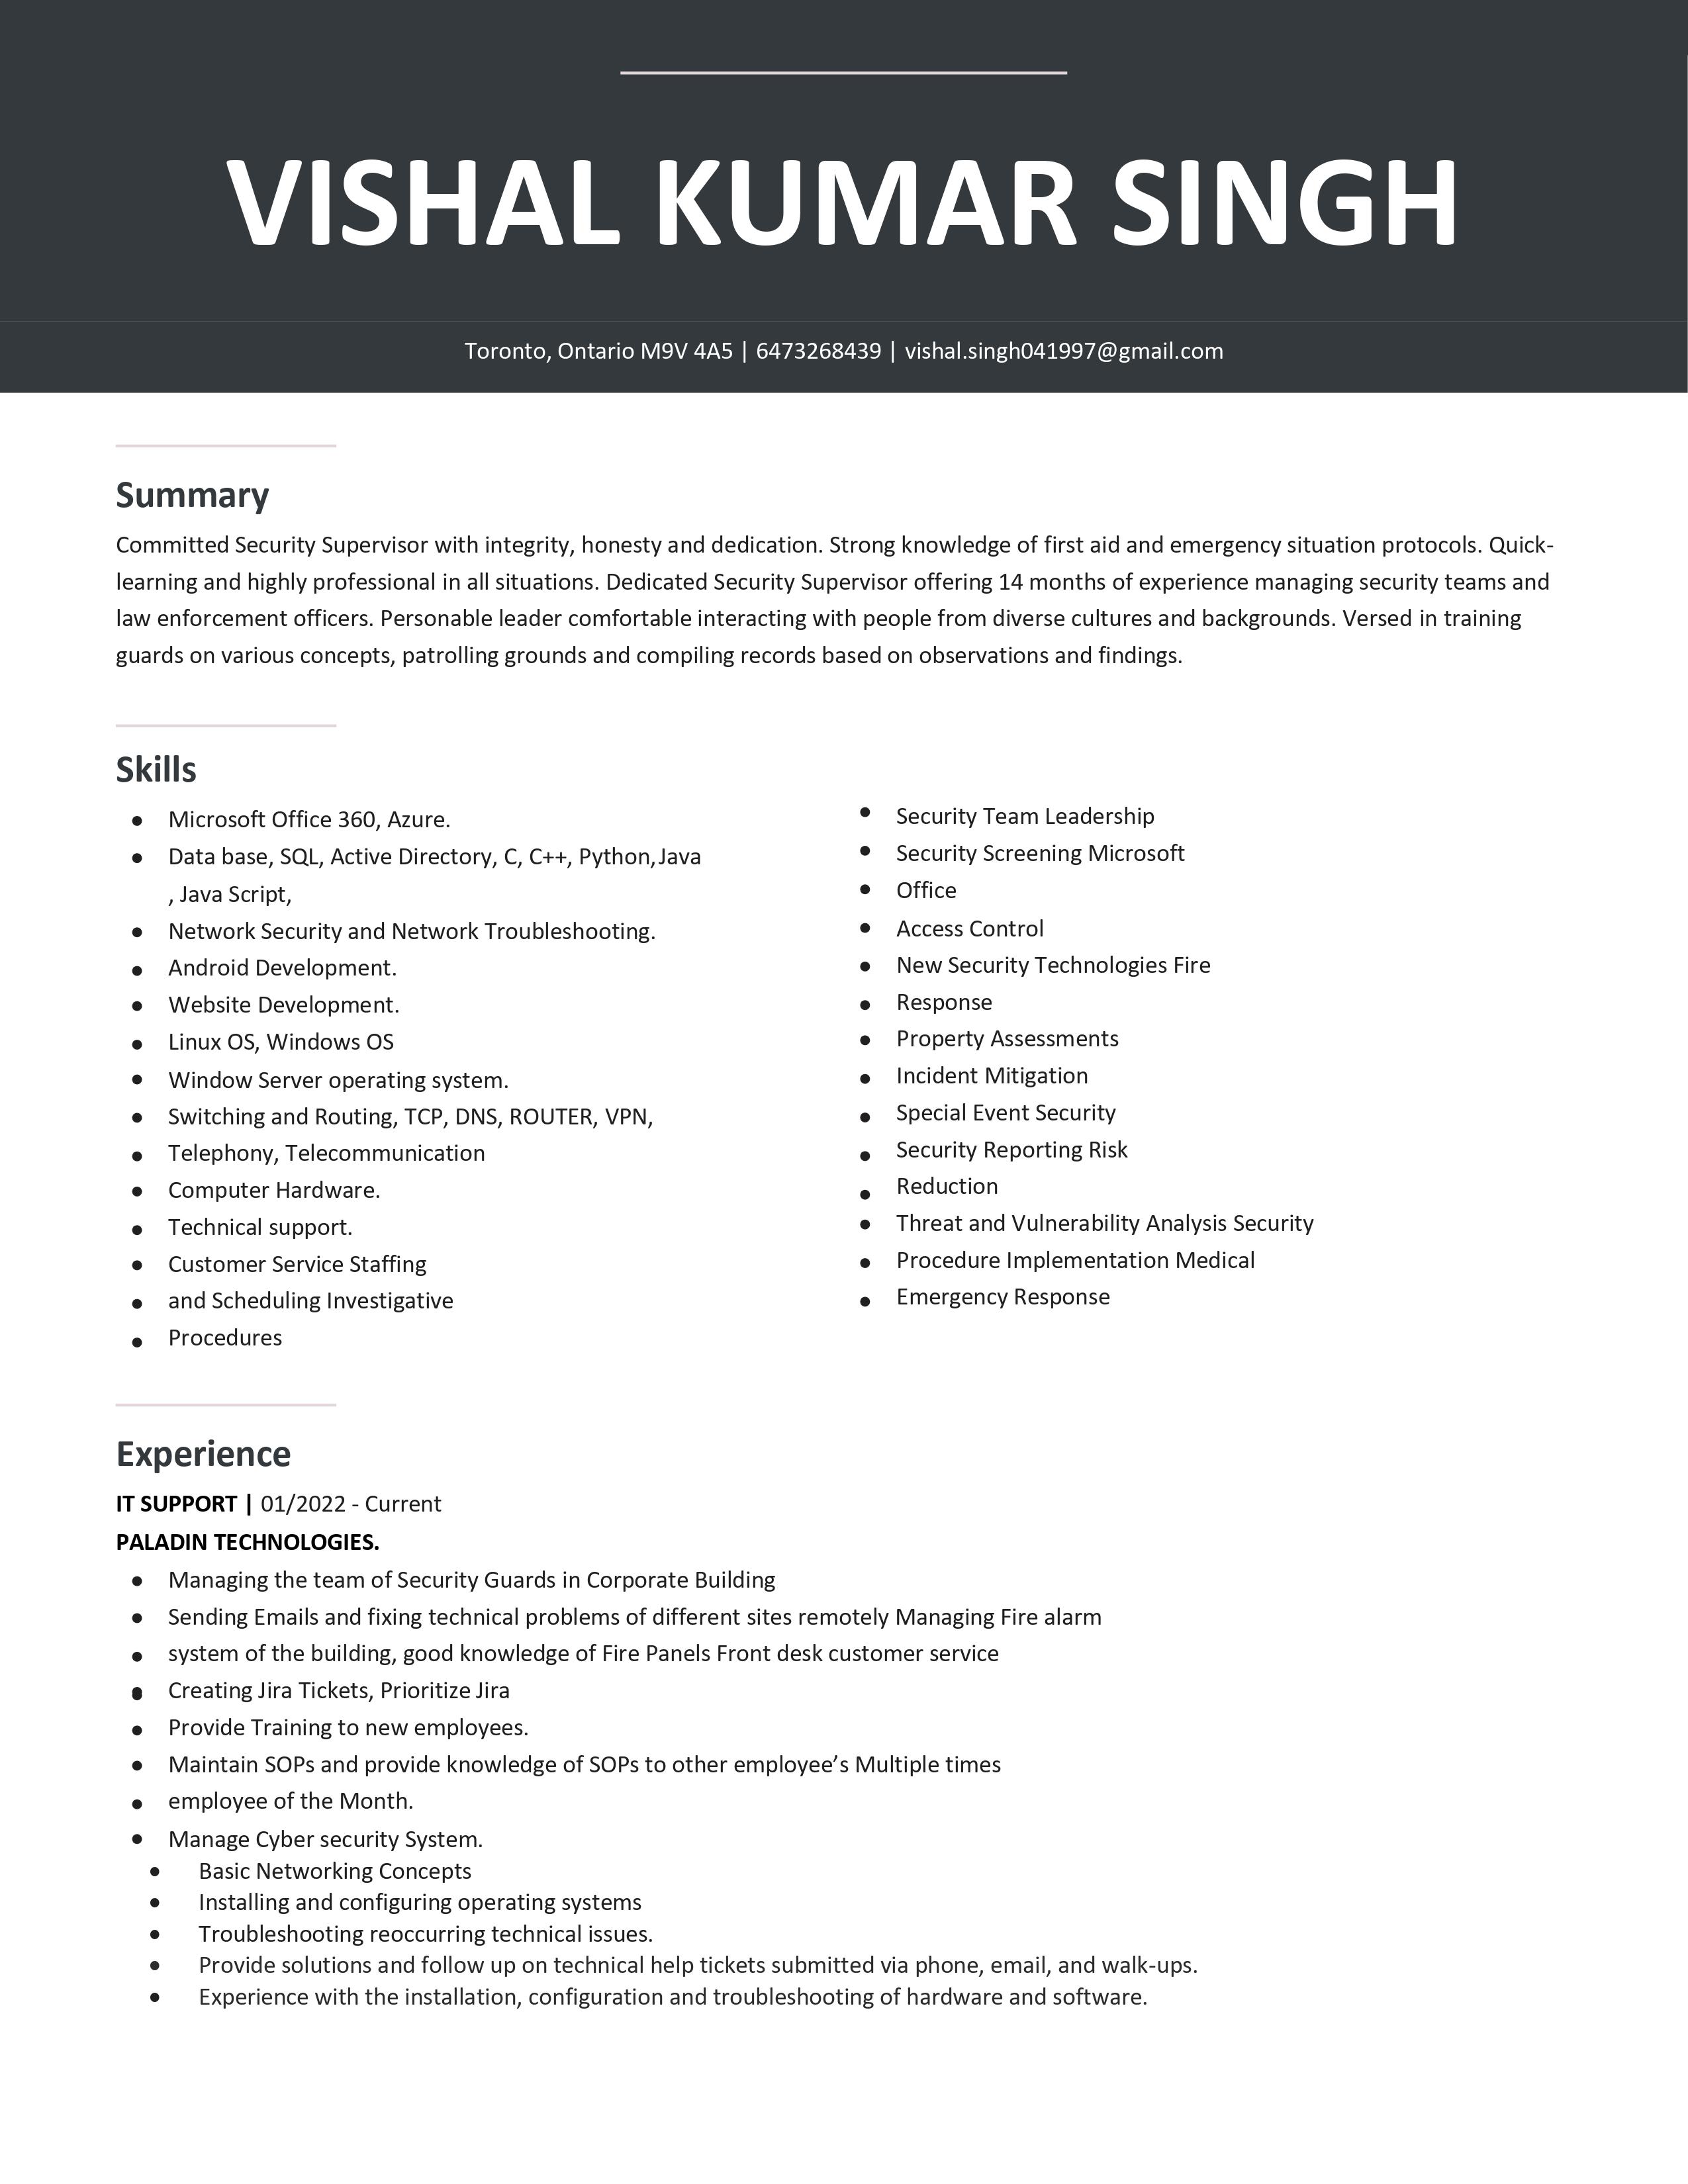 VISHAL KUMAR SINGH
Toronto, Ontario M9V 4A5 | 6473268439 | vishal.singh041997@gmail.com
Summary
Committed Security Supervisor with integrity, honesty and dedication. Strong knowledge of first aid and emergency situation protocols. Quick-
learning and highly professional in all situations. Dedicated Security Supervisor offering 14 months of experience managing security teams and
law enforcement officers. Personable leader comfortable interacting with people from diverse cultures and backgrounds. Versed in training
guards on various concepts, patrolling grounds and compiling records based on observations and findings.
Skills
● Microsoft Office 360, Azure.
● Data base, SQL, Active Directory, C, C++, Python, Java
, Java Script,
● Network Security and Network Troubleshooting.
● Android Development.
● Website Development.
● Linux OS, Windows OS
● Window Server operating system.
● Switching and Routing, TCP, DNS, ROUTER, VPN,
● Telephony, Telecommunication
● Computer Hardware.
● Technical support.
● Customer Service Staffing
● and Scheduling Investigative
● Procedures
● Security Team Leadership
● Security Screening Microsoft
● Office
● Access Control
● New Security Technologies Fire
● Response
● Property Assessments
● Incident Mitigation
● Special Event Security
● Security Reporting Risk
● Reduction
● Threat and Vulnerability Analysis Security
● Procedure Implementation Medical
● Emergency Response
Experience
IT SUPPORT | 01/2022 - Current
PALADIN TECHNOLOGIES.
● Managing the team of Security Guards in Corporate Building
● Sending Emails and fixing technical problems of different sites remotely Managing Fire alarm
● system of the building, good knowledge of Fire Panels Front desk customer service
● Creating Jira Tickets, Prioritize Jira
● Provide Training to new employees.
● Maintain SOPs and provide knowledge of SOPs to other employee’s Multiple times
● employee of the Month.
● Manage Cyber security System.
● Basic Networking Concepts
● Installing and configuring operating systems
● Troubleshooting reoccurring technical issues.
● Provide solutions and follow up on technical help tickets submitted via phone, email, and walk-ups.
● Experience with the installation, configuration and troubleshooting of hardware and software.